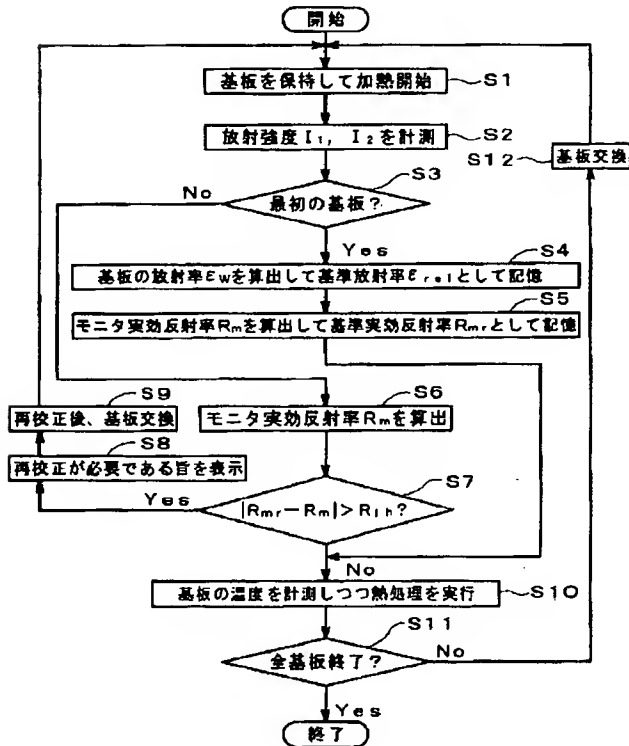 開始
基板を保持して加熱開始 S1
放射強度I₁, I₂を計測 S2
S12 基板交換
S3
No 最初の基板?
Yes S4
基板の放射率εwを算出して基準放射率εrefとして記憶
S5
モニタ実効反射率Rmを算出して基準実効反射率Rmrとして記憶
S9 S6
再校正後、基板交換 モニタ実効反射率Rmを算出
S8
再校正が必要である旨を表示 S7
Yes |Rmr−Rm|>Rth?
No
基板の温度を計測しつつ熱処理を実行 S10
S11
全基板終了? No
Yes
終了